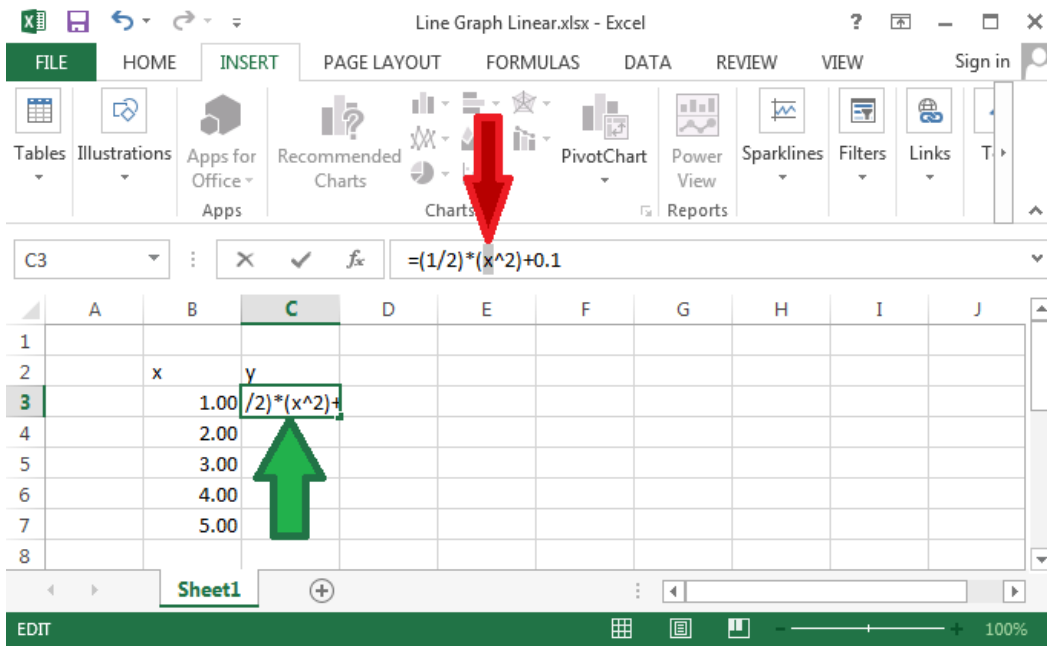 Line Graph Linear.xlsx - Excel
FILE HOME INSERT PAGE LAYOUT FORMULAS DATA REVIEW VIEW Sign in
Tables Illustrations Apps for Office Recommended Charts PivotChart Power View Sparklines Filters Links
Apps Charts Reports
C3 fx =(1/2)*(x^2)+0.1
A B C D E F G H I J
1
2 x y
3 1.00 /2)*(x^2)+
4 2.00
5 3.00
6 4.00
7 5.00
8
Sheet1
EDIT 100%